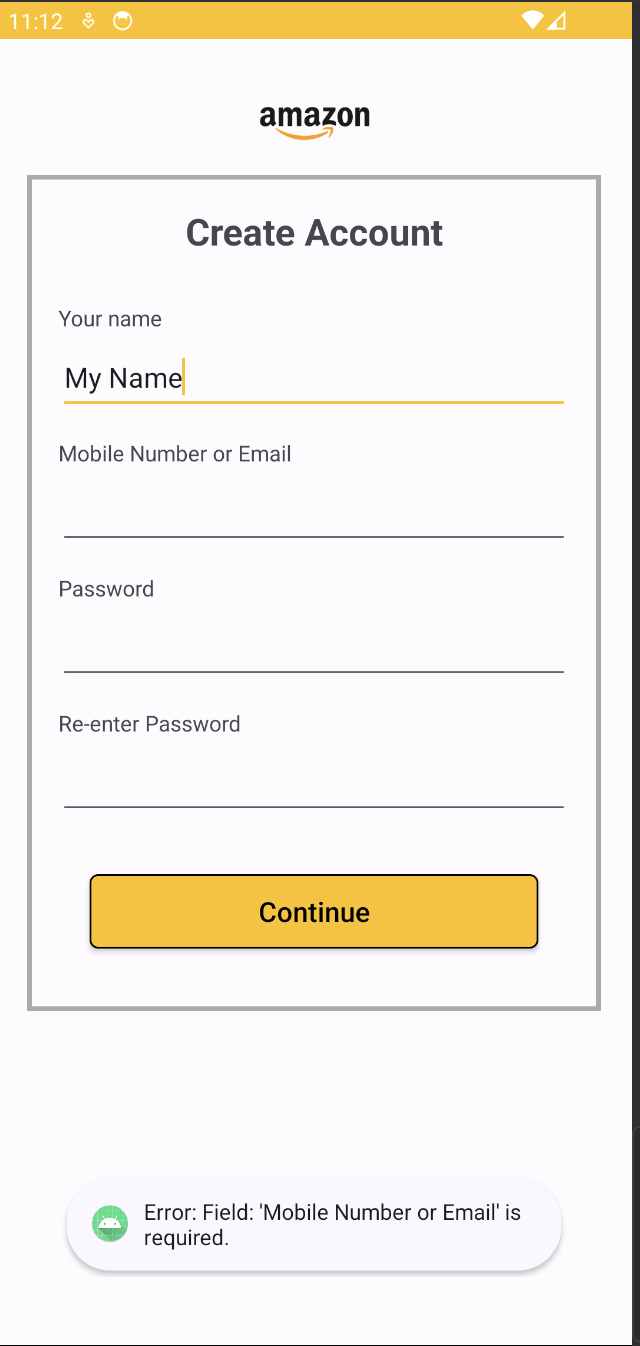 11:12
amazon
Create Account
Your name
My Name
Mobile Number or Email
Password
Re-enter Password
Continue
Error: Field: 'Mobile Number or Email' is
required.